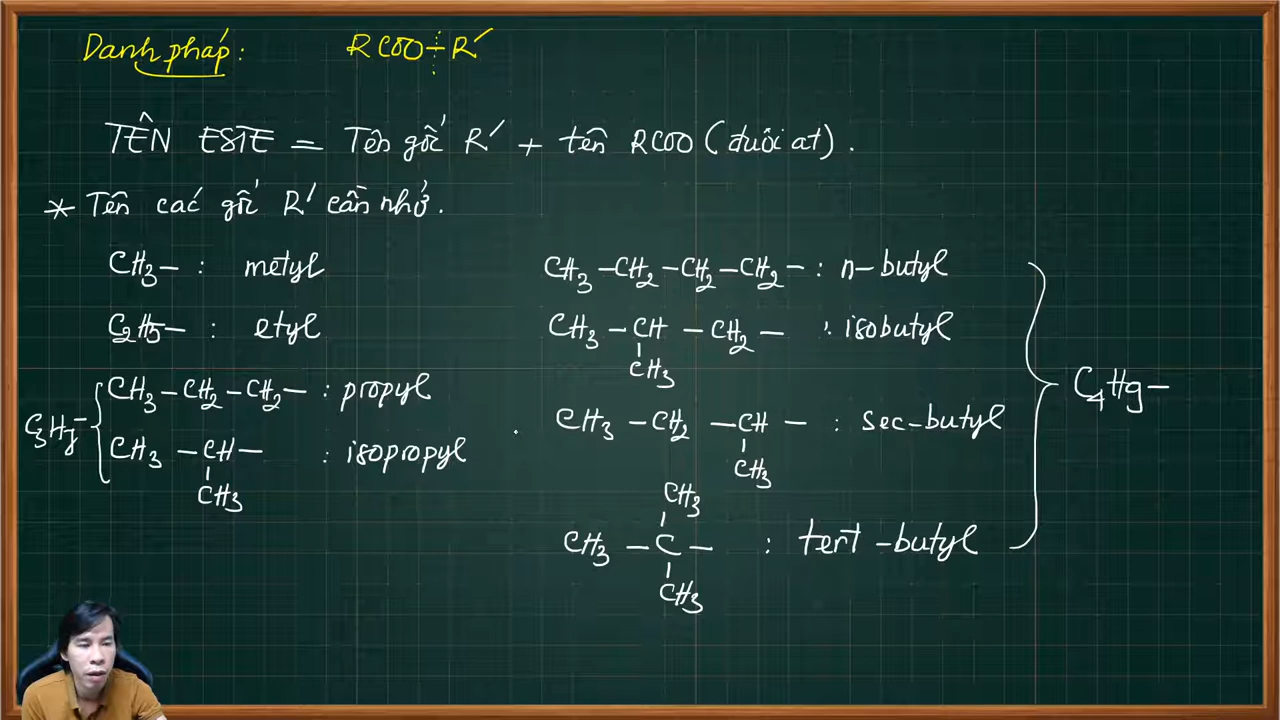 Danh pháp: RCOO-R′
TÊN ESTE = Tên gốc R′ + tên RCOO (đuôi at).
* Tên các gốc R′ cần nhớ.
CH3- : metyl
C2H5- : etyl
C3H7-
CH3-CH2-CH2- : propyl
CH3-CH- : isopropyl
CH3
CH3-CH2-CH2-CH2- : n-butyl
CH3-CH-CH2- : isobutyl
CH3
CH3-CH2-CH- : sec-butyl
CH3
CH3
CH3-C- : tert-butyl
CH3
C4H9-